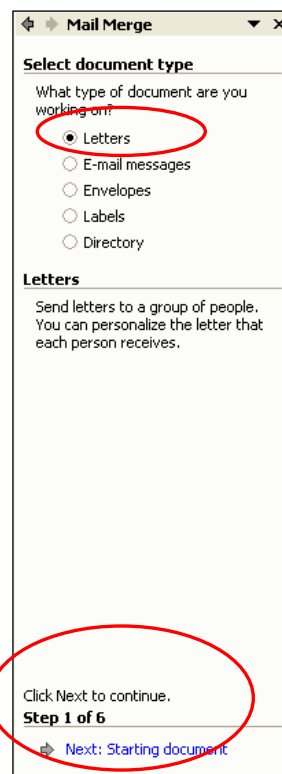 Mail Merge
Select document type
What type of document are you
working on?
Letters
E-mail messages
Envelopes
Labels
Directory
Letters
Send letters to a group of people.
You can personalize the letter that
each person receives.
Click Next to continue.
Step 1 of 6
Next: Starting document